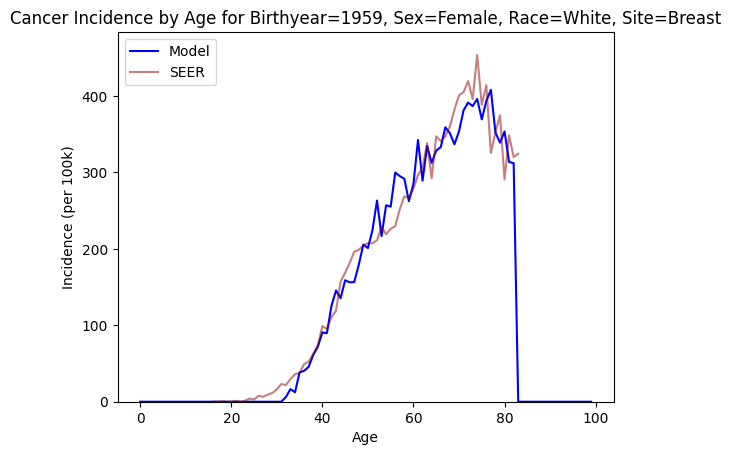 Cancer Incidence by Age for Birthyear=1959, Sex=Female, Race=White, Site=Breast
Model
SEER
400
300
200
100
0
Incidence (per 100k)
0 20 40 60 80 100
Age